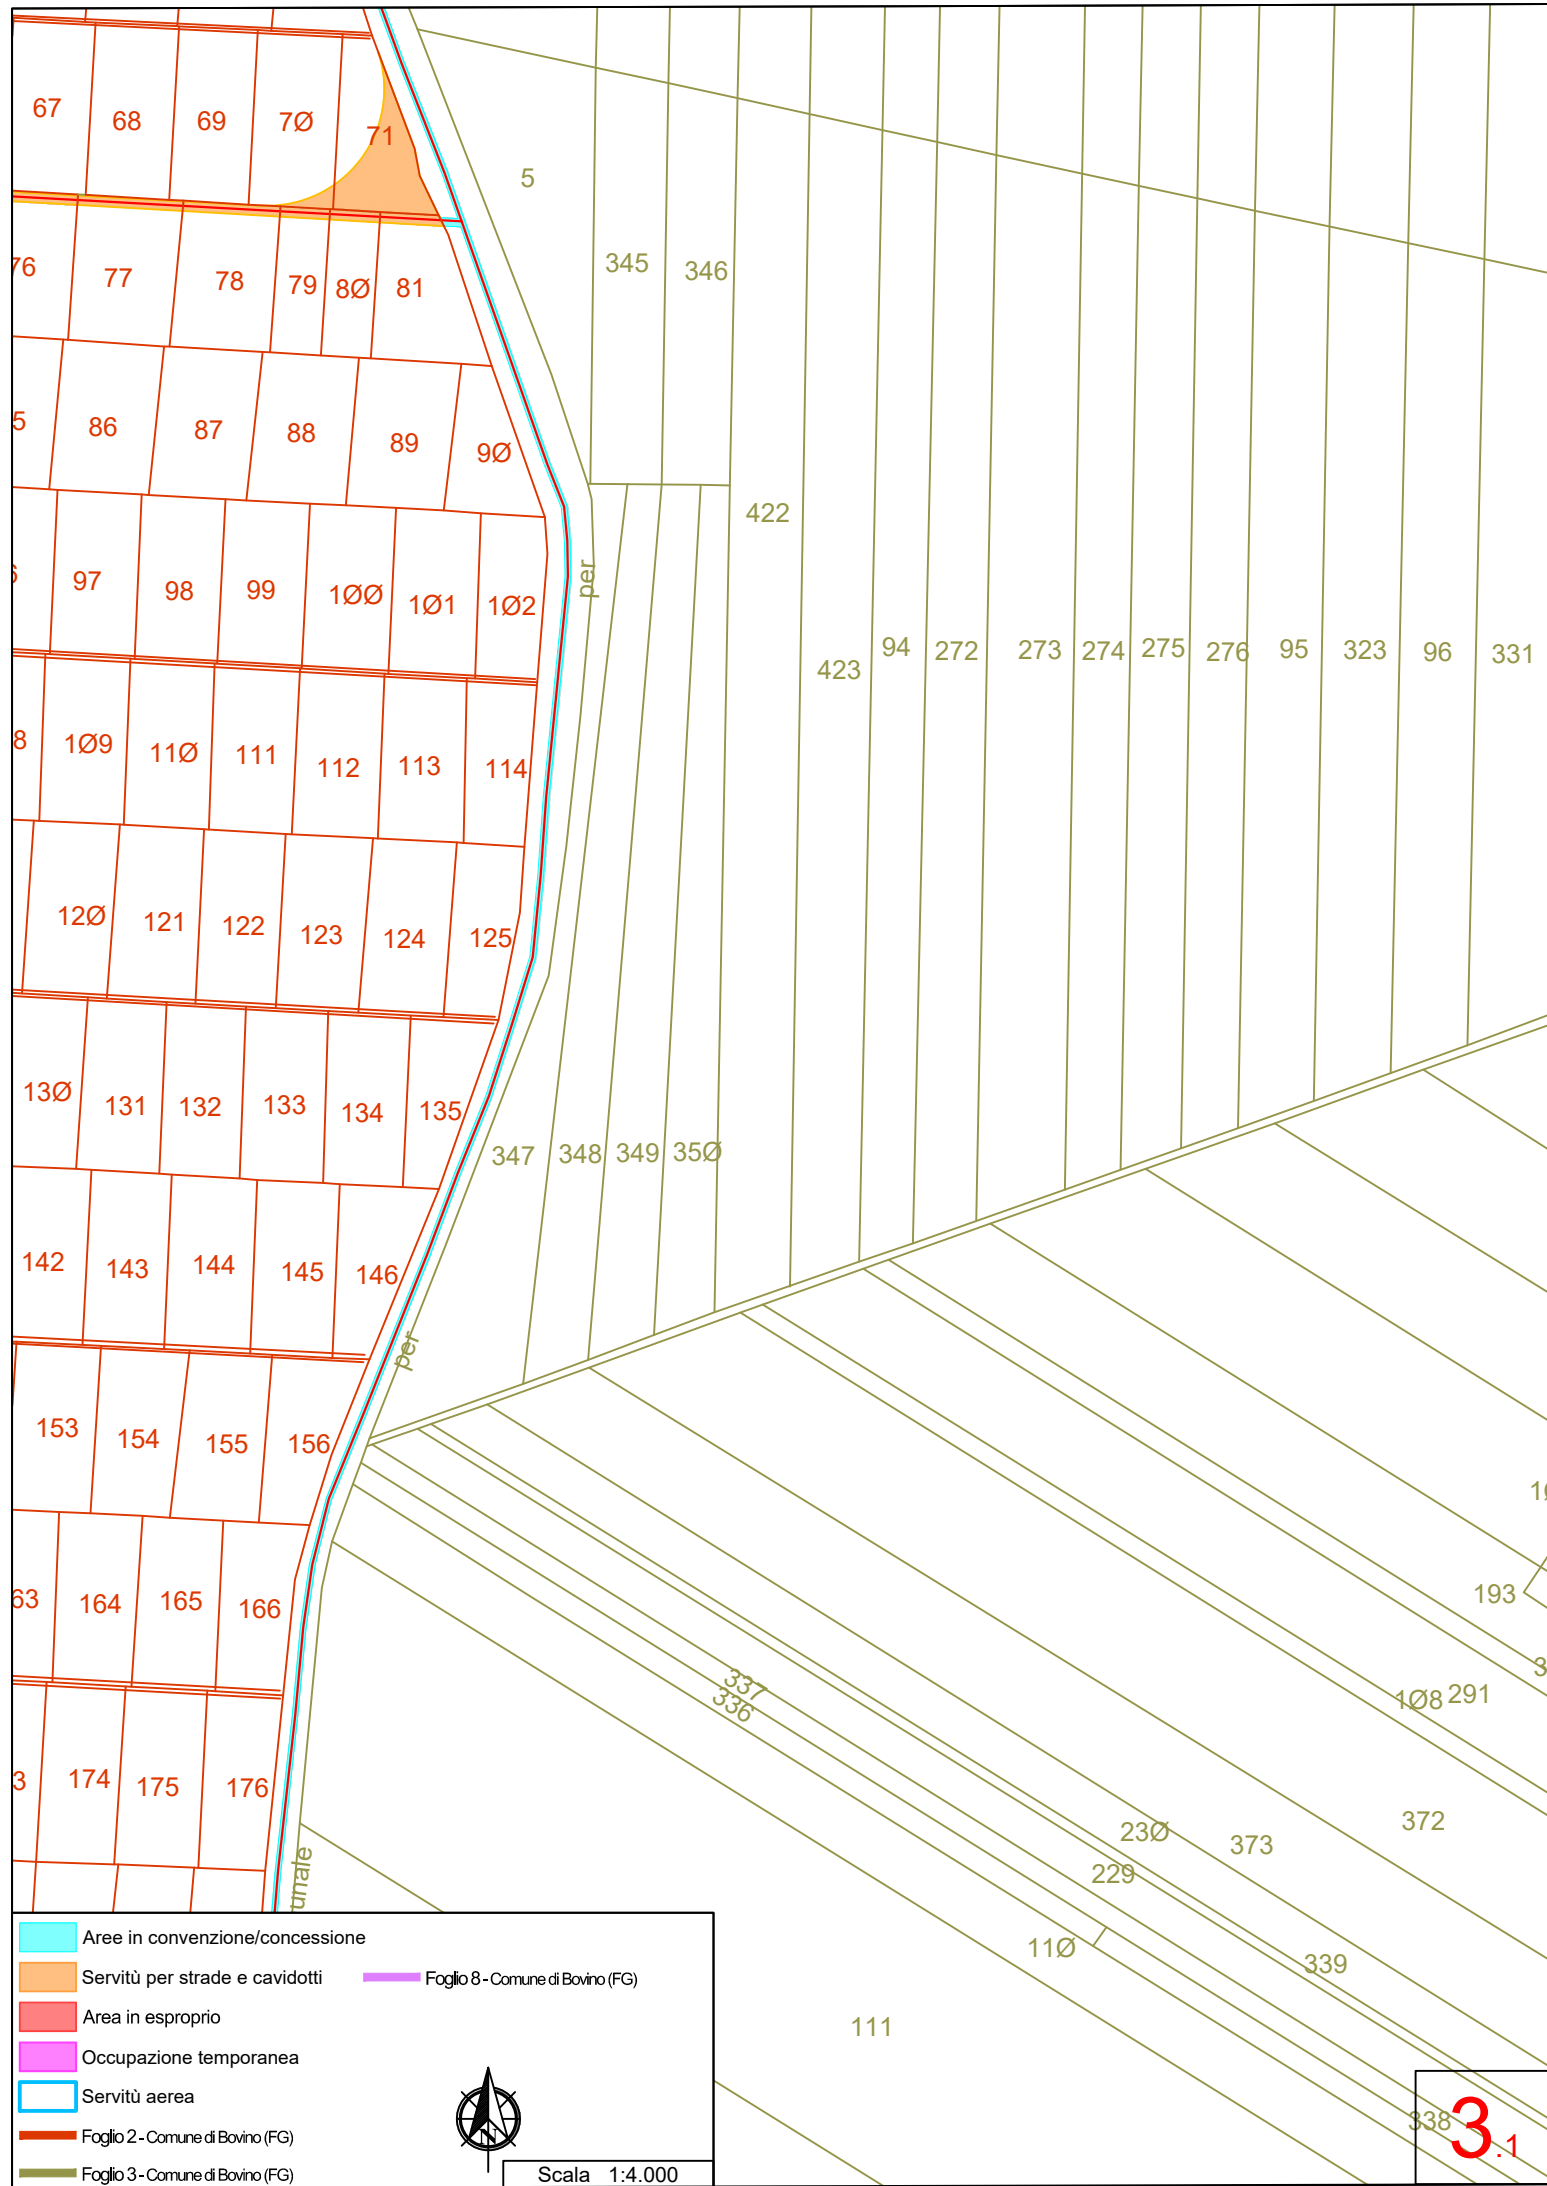 67 68 69 7Ø 71
5
76 77 78 79 8Ø 81
345 346
5 86 87 88 89 9Ø
422
97 98 99 1ØØ 1Ø1 1Ø2
per
423 94 272 273 274 275 276 95 323 96 331
8 1Ø9 11Ø 111 112 113 114
12Ø 121 122 123 124 125
13Ø 131 132 133 134 135
347 348 349 35Ø
142 143 144 145 146
per
153 154 155 156
63 164 165 166
193
337
336
1Ø8 291
3 174 175 176
372
23Ø 373
229
unale
11Ø
339
111
338
Aree in convenzione/concessione
Servitù per strade e cavidotti
Area in esproprio
Occupazione temporanea
Servitù aerea
Foglio 2 - Comune di Bovino (FG)
Foglio 3 - Comune di Bovino (FG)
Foglio 8 - Comune di Bovino (FG)
N
Scala 1:4.000
3.1